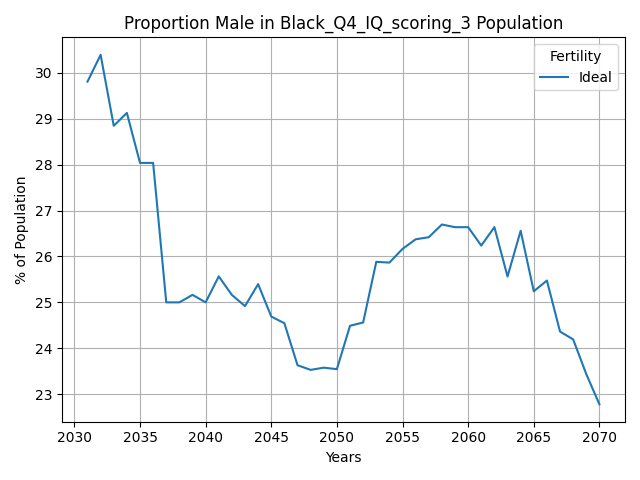 Proportion Male in Black_Q4_IQ_scoring_3 Population
Fertility
Ideal
% of Population
30
29
28
27
26
25
24
23
2030 2035 2040 2045 2050 2055 2060 2065 2070
Years